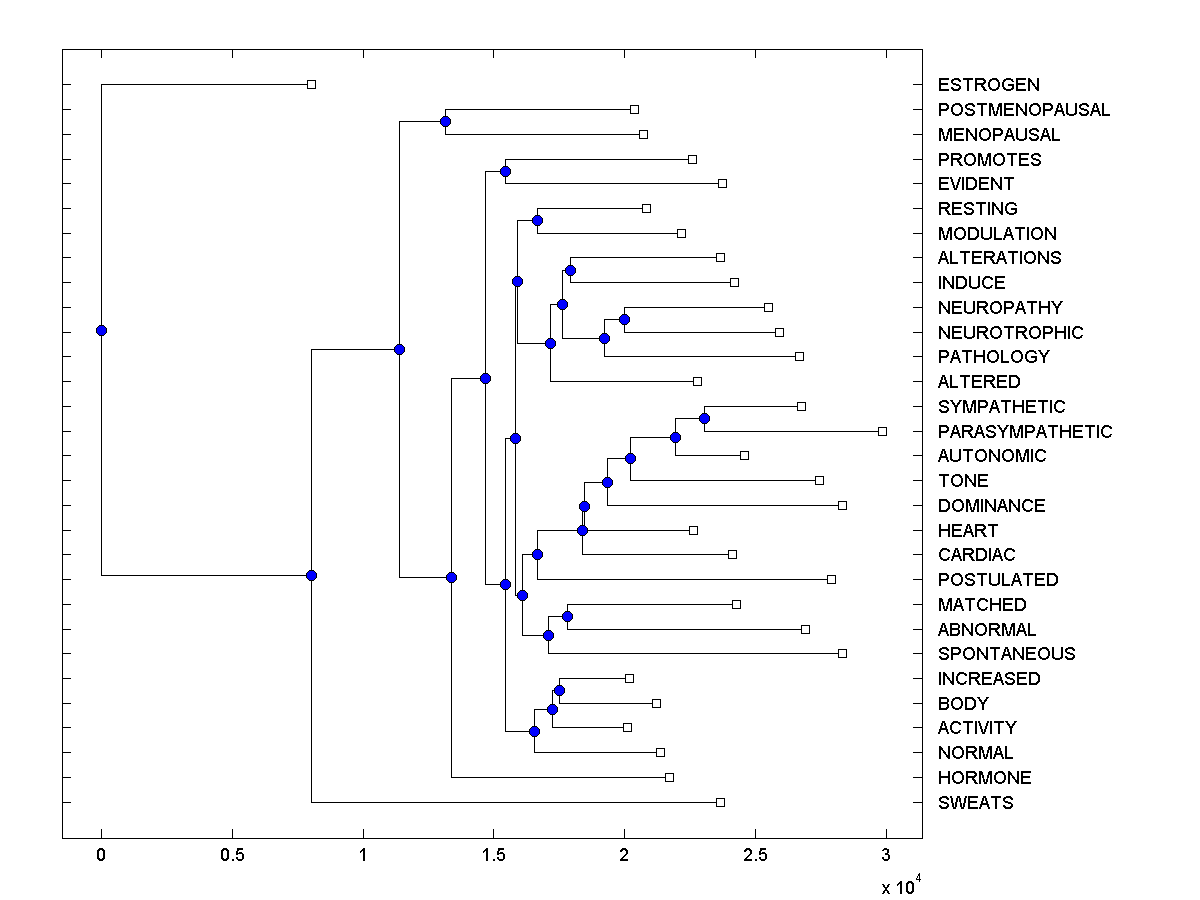 ESTROGEN
POSTMENOPAUSAL
MENOPAUSAL
PROMOTES
EVIDENT
RESTING
MODULATION
ALTERATIONS
INDUCE
NEUROPATHY
NEUROTROPHIC
PATHOLOGY
ALTERED
SYMPATHETIC
PARASYMPATHETIC
AUTONOMIC
TONE
DOMINANCE
HEART
CARDIAC
POSTULATED
MATCHED
ABNORMAL
SPONTANEOUS
INCREASED
BODY
ACTIVITY
NORMAL
HORMONE
SWEATS
0 0.5 1 1.5 2 2.5 3
x 10^4